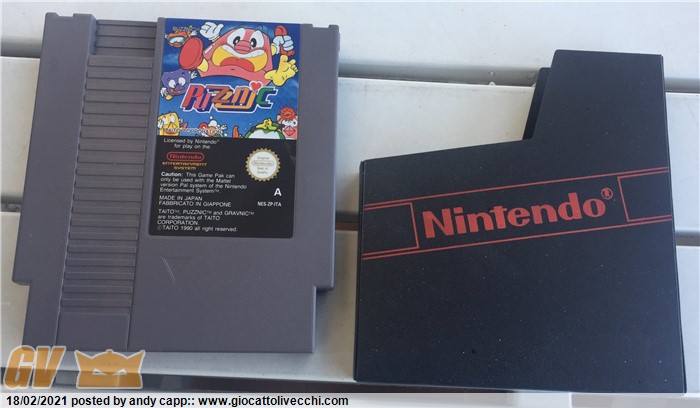 PUZZNIC
TAITO CORPORATION
Licensed by Nintendo®
for play on the
Nintendo®
ENTERTAINMENT
SYSTEM™
Caution: This Game Pak can
only be used with the Mattel
version Pal system of the Nintendo
Entertainment System™.
MADE IN JAPAN
FABBRICATO IN GIAPPONE
A
NES-ZP-ITA
TAITO™, PUZZNIC™ AND GRAVNIC™
are trademarks of TAITO
CORPORATION.
©TAITO 1990 all right reserved.
Nintendo®
GV
18/02/2021 posted by andy capp:: www.giocattolivecchi.com